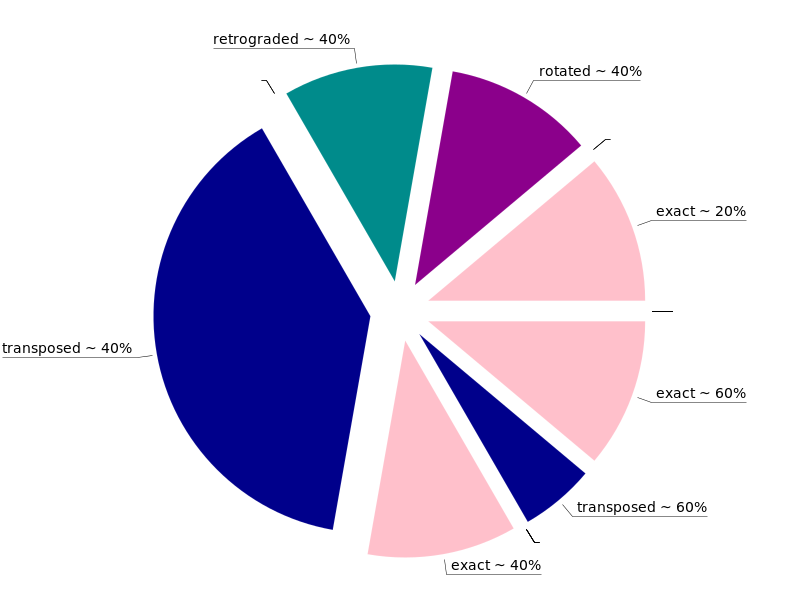 retrograded ~ 40%
rotated ~ 40%
exact ~ 20%
transposed ~ 40%
exact ~ 60%
transposed ~ 60%
exact ~ 40%